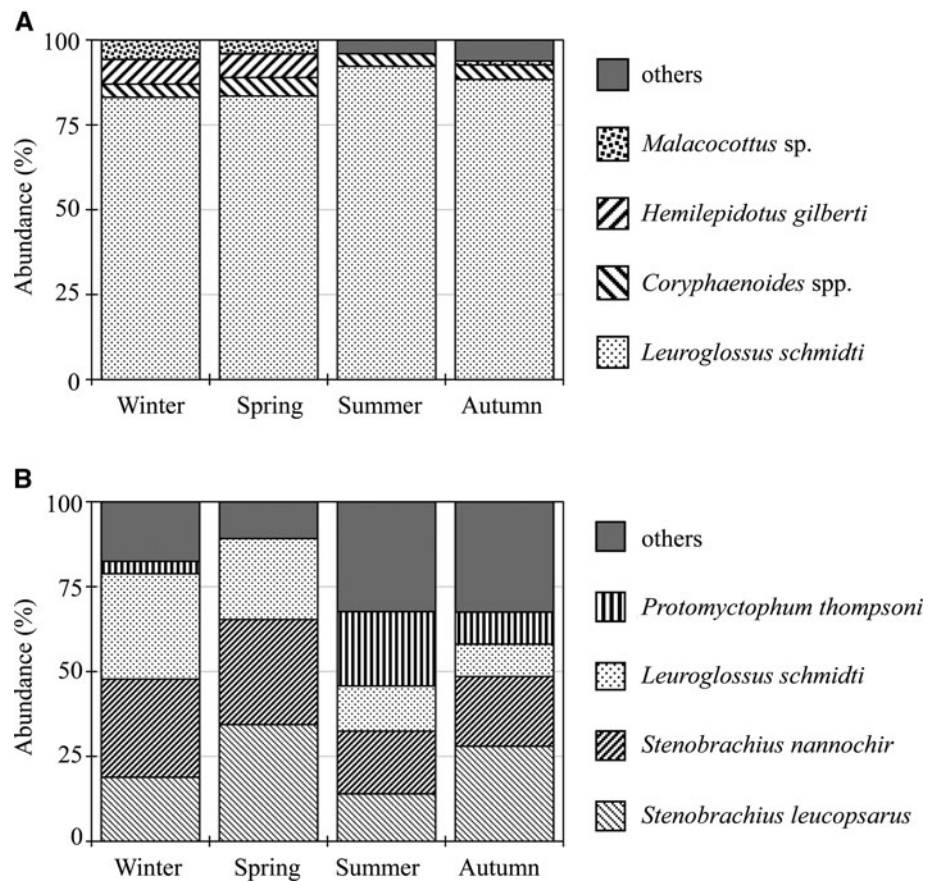 A
100
75
50
25
0
Abundance (%)
Winter Spring Summer Autumn
others
Malacocottus sp.
Hemilepidotus gilberti
Coryphaenoides spp.
Leuroglossus schmidti
B
100
75
50
25
0
Abundance (%)
Winter Spring Summer Autumn
others
Protomyctophum thompsoni
Leuroglossus schmidti
Stenobrachius nannochir
Stenobrachius leucopsarus